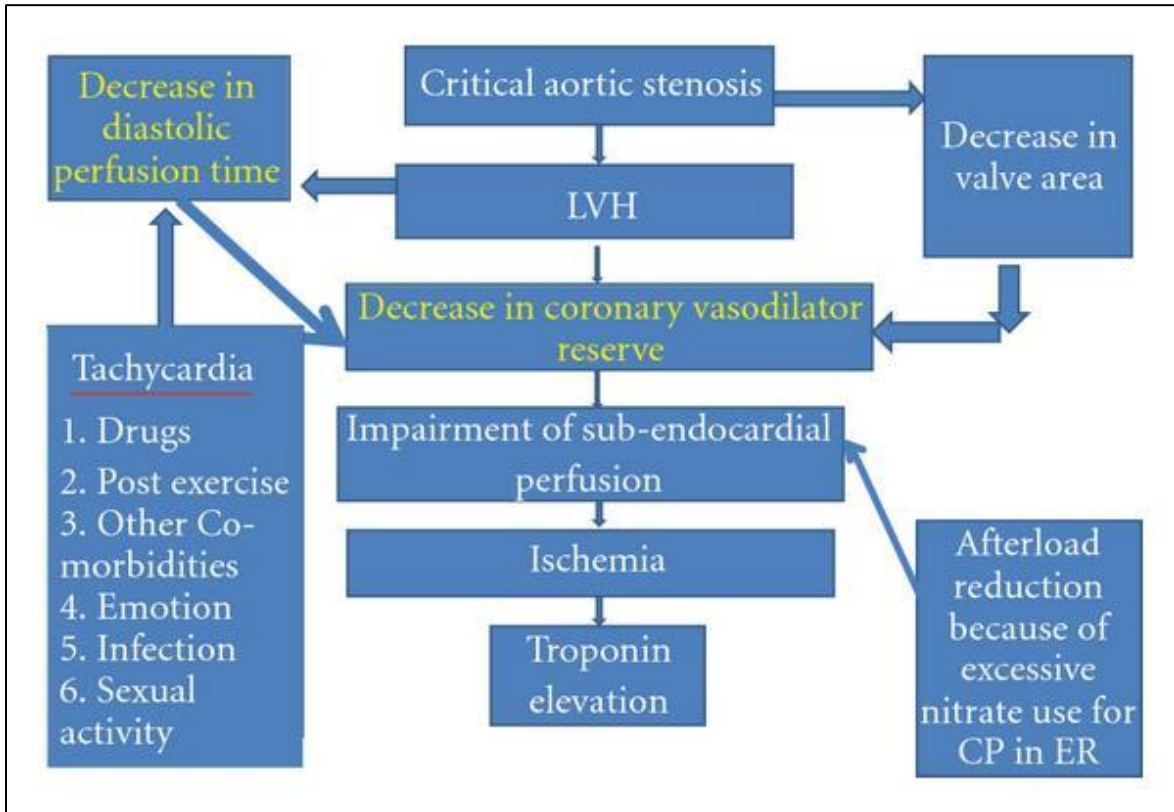 Decrease in
diastolic
perfusion time
Critical aortic stenosis
Decrease in
valve area
LVH
Decrease in coronary vasodilator
reserve
Tachycardia
1. Drugs
2. Post exercise
3. Other Co-
morbidities
4. Emotion
5. Infection
6. Sexual
activity
Impairment of sub-endocardial
perfusion
Ischemia
Troponin
elevation
Afterload
reduction
because of
excessive
nitrate use for
CP in ER